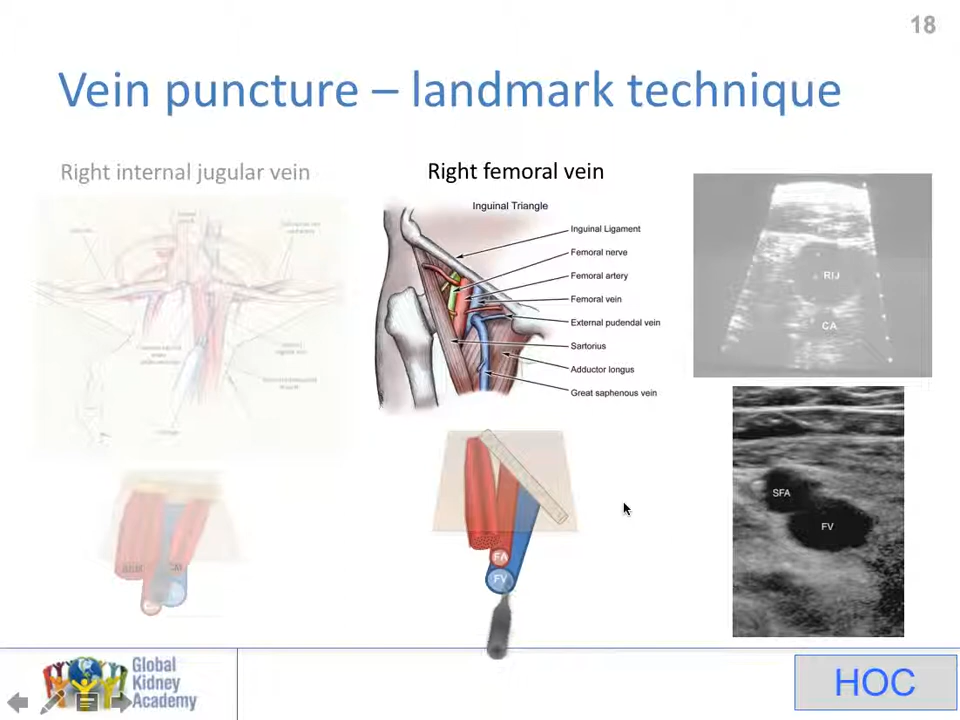 18
Vein puncture – landmark technique
Right internal jugular vein
Right femoral vein
Inguinal Triangle
Inguinal Ligament
Femoral nerve
Femoral artery
Femoral vein
External pudendal vein
Sartorius
Adductor longus
Great saphenous vein
RIJ
CA
SFA
FV
FA
FV
Global
Kidney
Academy
HOC